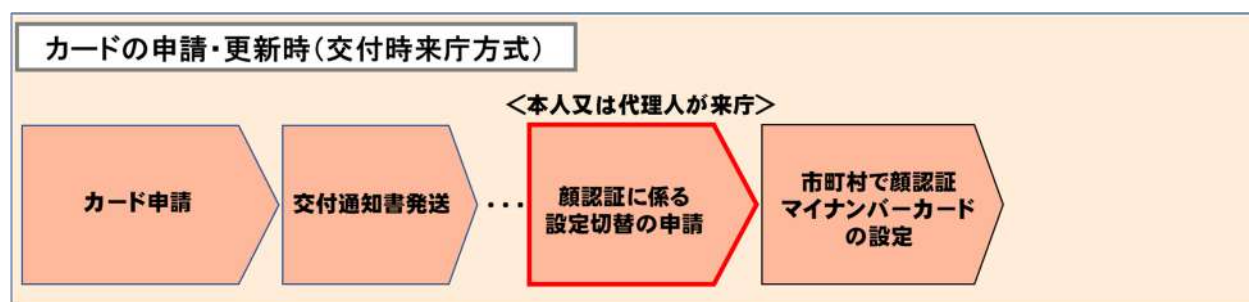 カードの申請・更新時(交付時来庁方式)
<本人又は代理人が来庁>
カード申請
交付通知書発送
・・・
顔認証に係る
設定切替の申請
市町村で顔認証
マイナンバーカード
の設定